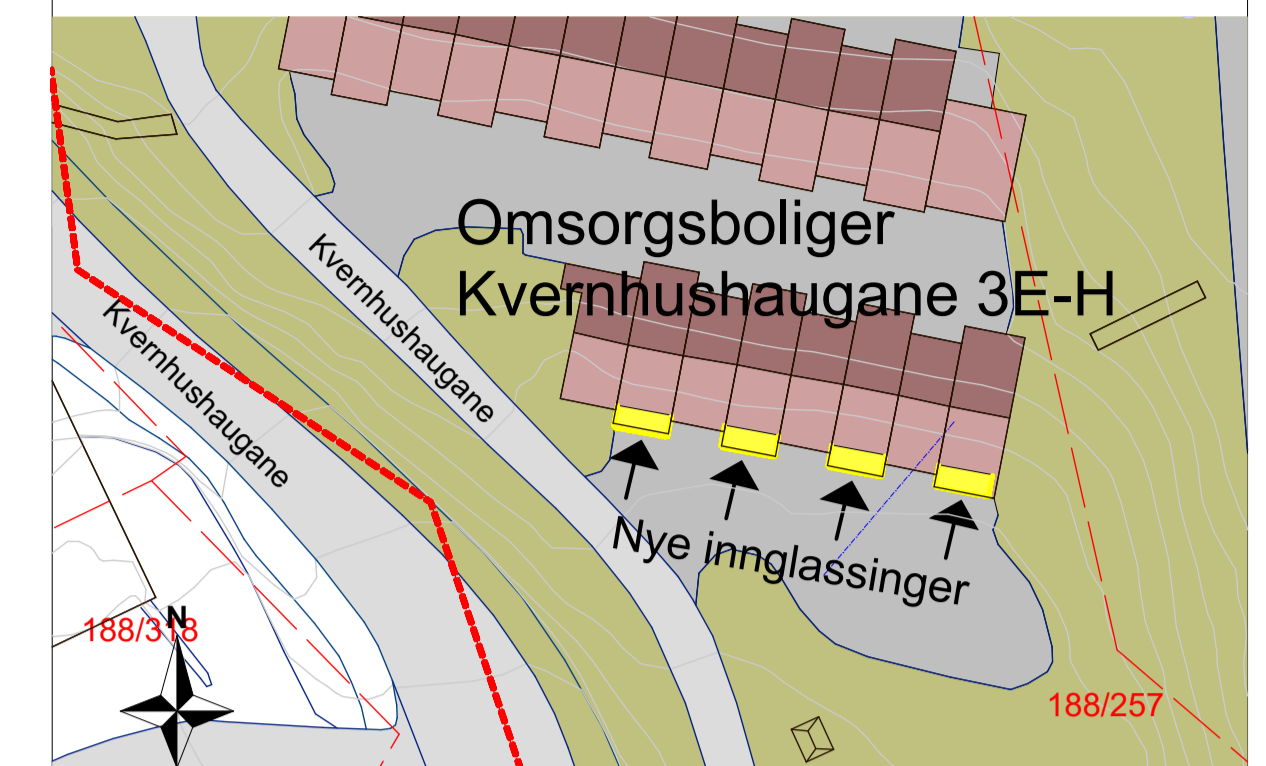 Omsorgsboliger
Kvernhushaugane 3E-H
Kvernhushaugane
Kvernhushaugane
Nye innglassinger
N
188/318
188/257